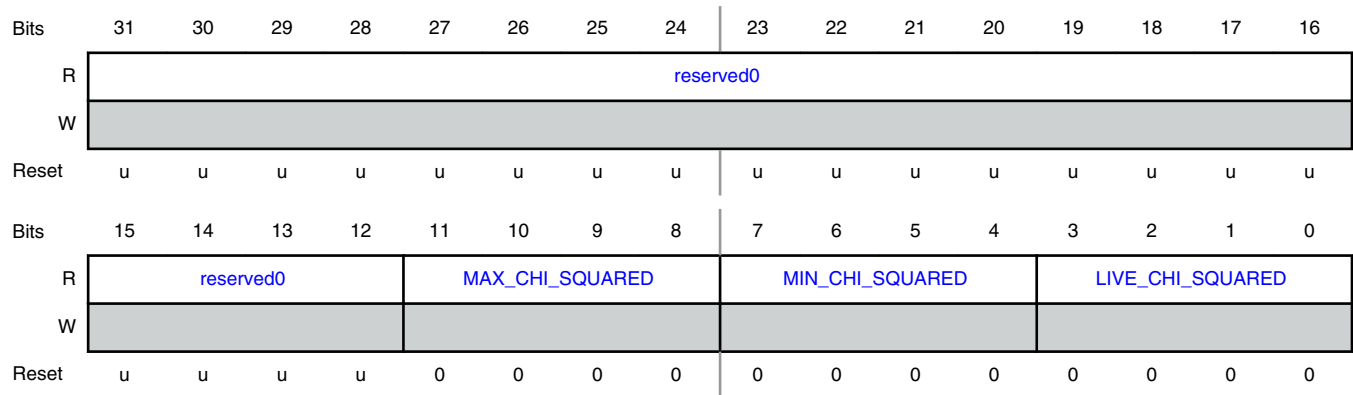 Bits 31 30 29 28 27 26 25 24 23 22 21 20 19 18 17 16
R reserved0
W
Reset u u u u u u u u u u u u u u u u
Bits 15 14 13 12 11 10 9 8 7 6 5 4 3 2 1 0
R reserved0 MAX_CHI_SQUARED MIN_CHI_SQUARED LIVE_CHI_SQUARED
W
Reset u u u u 0 0 0 0 0 0 0 0 0 0 0 0